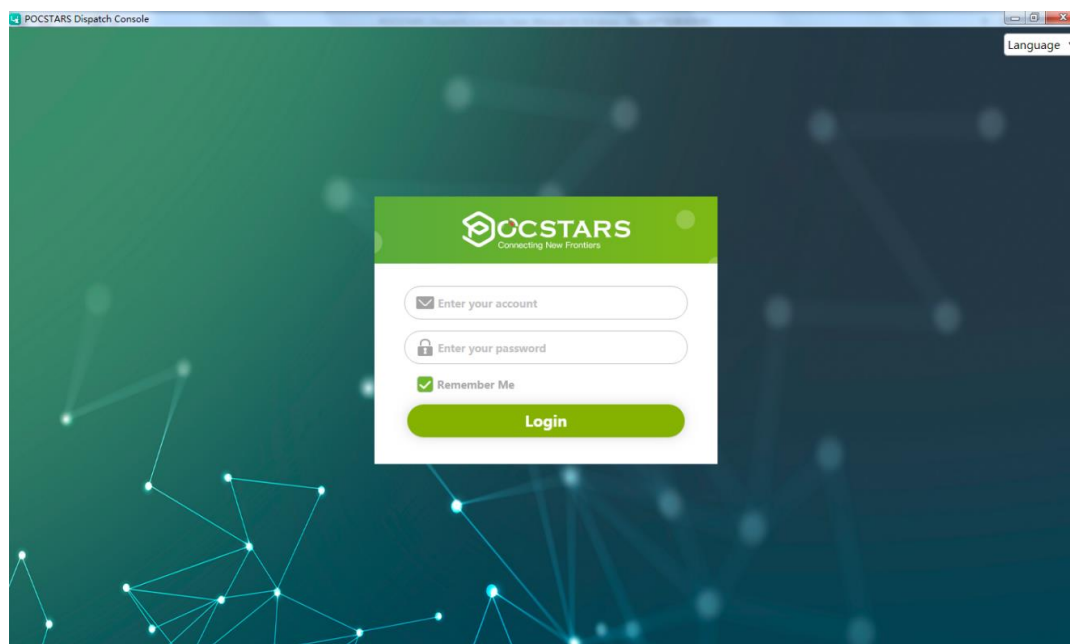 POCSTARS Dispatch Console
Language
POCSTARS
Connecting New Frontiers
Enter your account
Enter your password
Remember Me
Login